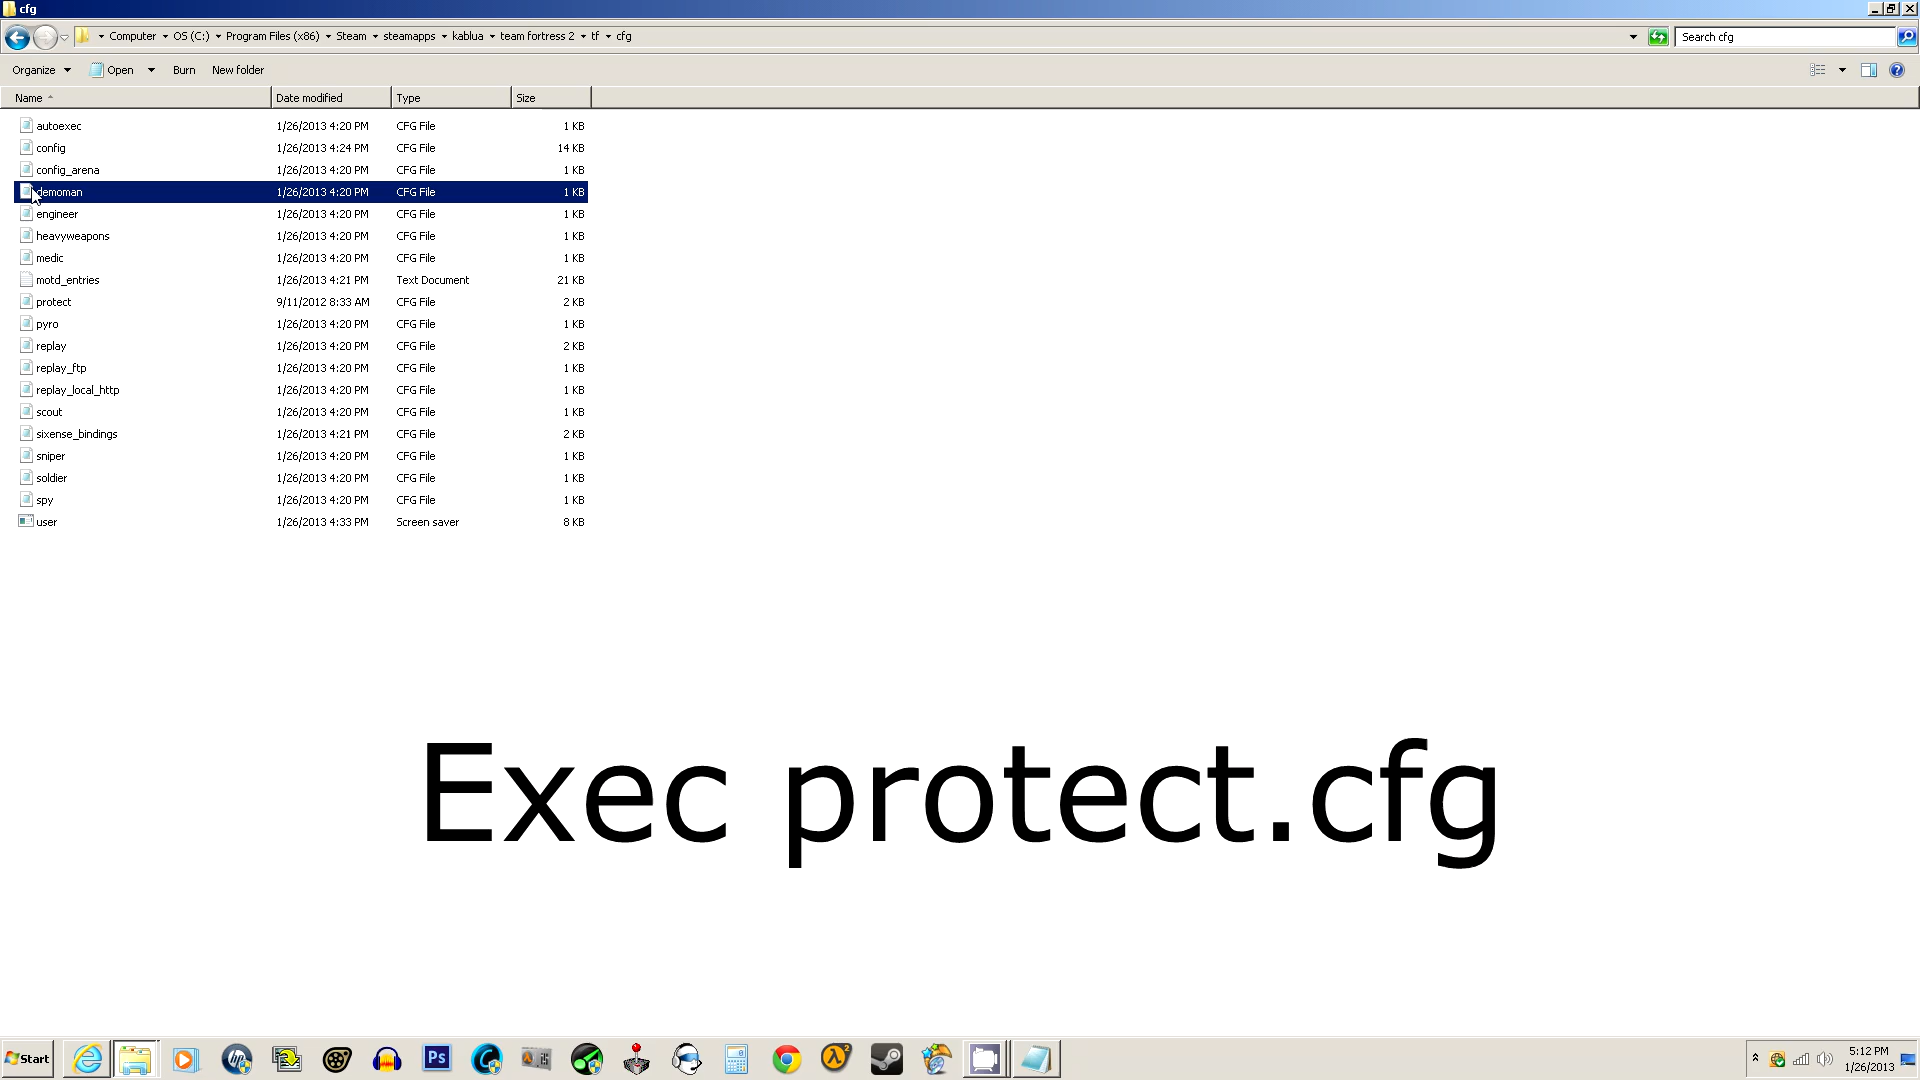 cfg
Computer OS (C:) Program Files (x86) Steam steamapps kablua team fortress 2 tf cfg Search cfg
Organize Open Burn New folder
Name Date modified Type Size
autoexec 1/26/2013 4:20 PM CFG File 1 KB
config 1/26/2013 4:24 PM CFG File 14 KB
config_arena 1/26/2013 4:20 PM CFG File 1 KB
demoman 1/26/2013 4:20 PM CFG File 1 KB
engineer 1/26/2013 4:20 PM CFG File 1 KB
heavyweapons 1/26/2013 4:20 PM CFG File 1 KB
medic 1/26/2013 4:20 PM CFG File 1 KB
motd_entries 1/26/2013 4:21 PM Text Document 21 KB
protect 9/11/2012 8:33 AM CFG File 2 KB
pyro 1/26/2013 4:20 PM CFG File 1 KB
replay 1/26/2013 4:20 PM CFG File 2 KB
replay_ftp 1/26/2013 4:20 PM CFG File 1 KB
replay_local_http 1/26/2013 4:20 PM CFG File 1 KB
scout 1/26/2013 4:20 PM CFG File 1 KB
sixense_bindings 1/26/2013 4:21 PM CFG File 2 KB
sniper 1/26/2013 4:20 PM CFG File 1 KB
soldier 1/26/2013 4:20 PM CFG File 1 KB
spy 1/26/2013 4:20 PM CFG File 1 KB
user 1/26/2013 4:33 PM Screen saver 8 KB
Exec protect.cfg
Start Ps 5:12 PM
1/26/2013